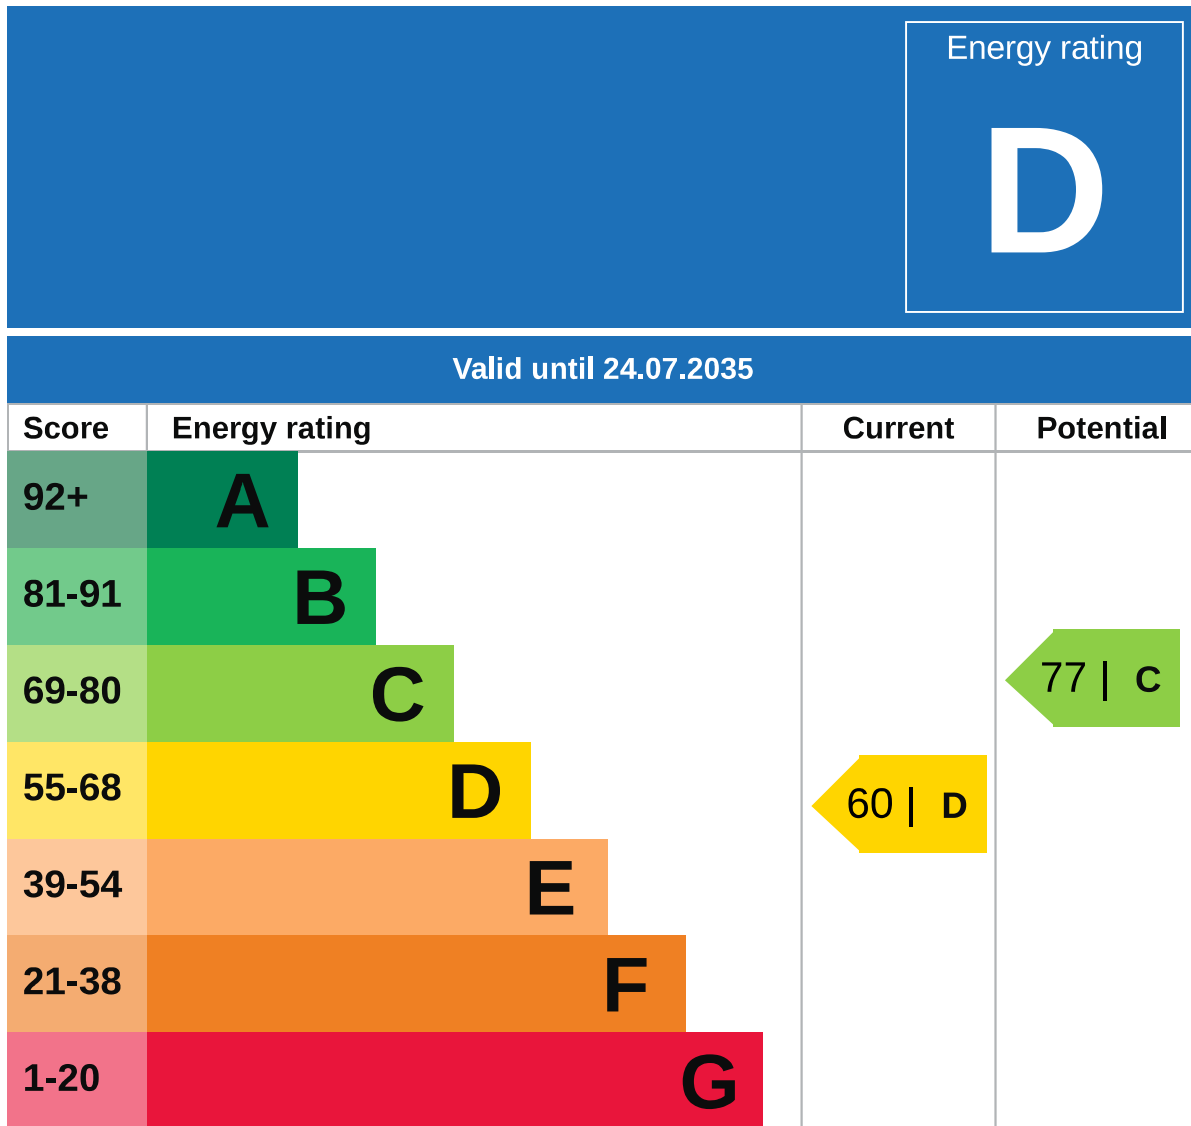 Energy rating
D
Valid until 24.07.2035
Score Energy rating Current Potential
92+ A
81-91 B
69-80 C
77 | C
55-68 D
60 | D
39-54 E
21-38 F
1-20 G